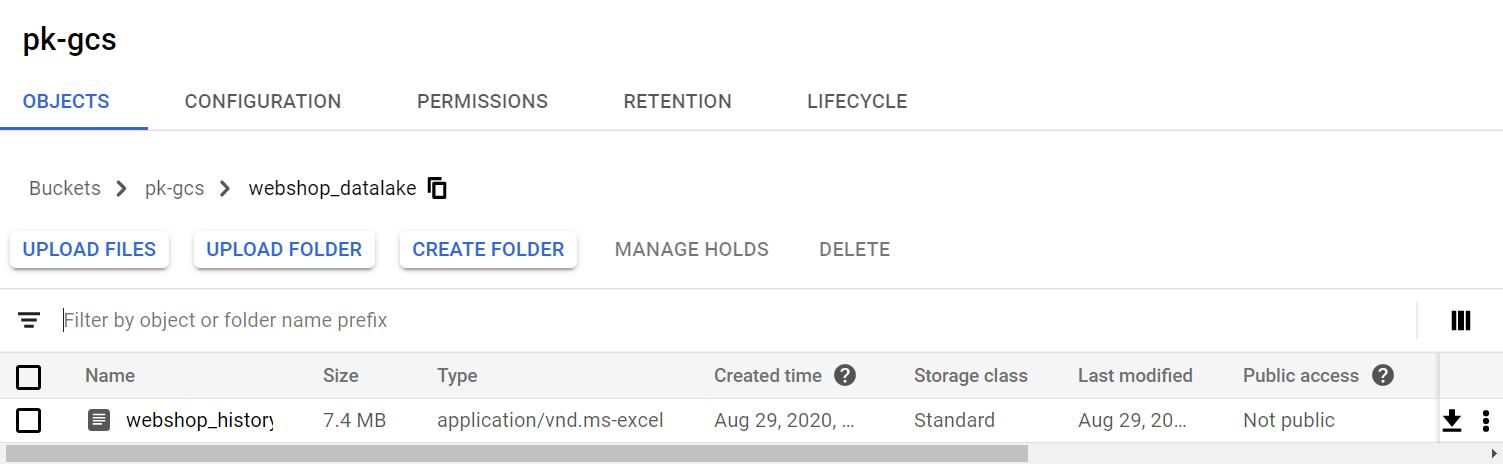 pk-gcs
OBJECTS CONFIGURATION PERMISSIONS RETENTION LIFECYCLE
Buckets pk-gcs webshop_datalake
UPLOAD FILES UPLOAD FOLDER CREATE FOLDER MANAGE HOLDS DELETE
Filter by object or folder name prefix
Name Size Type Created time Storage class Last modified Public access
webshop_history 7.4 MB application/vnd.ms-excel Aug 29, 2020, ... Standard Aug 29, 20... Not public